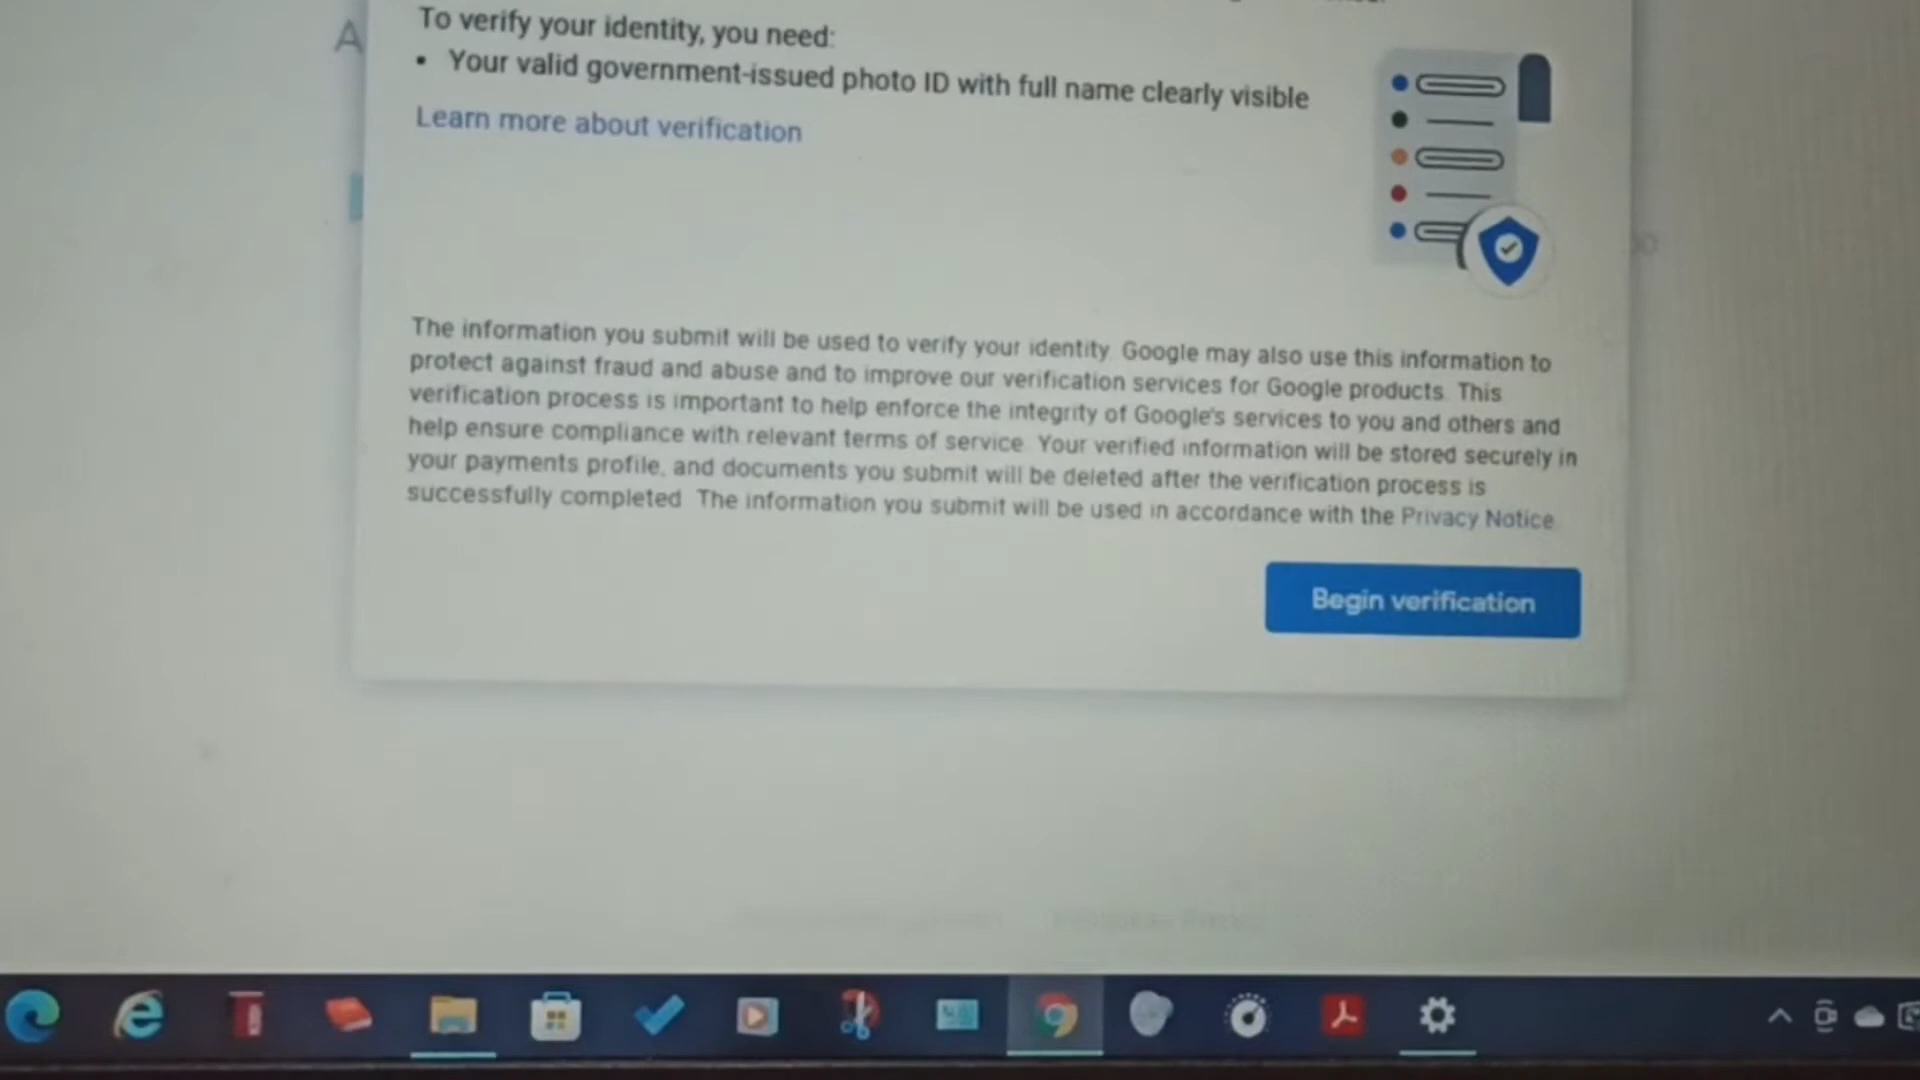 A
To verify your identity, you need:
• Your valid government-issued photo ID with full name clearly visible
Learn more about verification
The information you submit will be used to verify your identity. Google may also use this information to
protect against fraud and abuse and to improve our verification services for Google products. This
verification process is important to help enforce the integrity of Google's services to you and others and
help ensure compliance with relevant terms of service. Your verified information will be stored securely in
your payments profile, and documents you submit will be deleted after the verification process is
successfully completed. The information you submit will be used in accordance with the Privacy Notice.
Begin verification